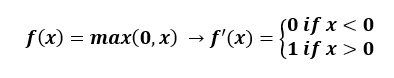 f(x) = max(0, x) → f′(x) = {0 if x < 0
1 if x > 0